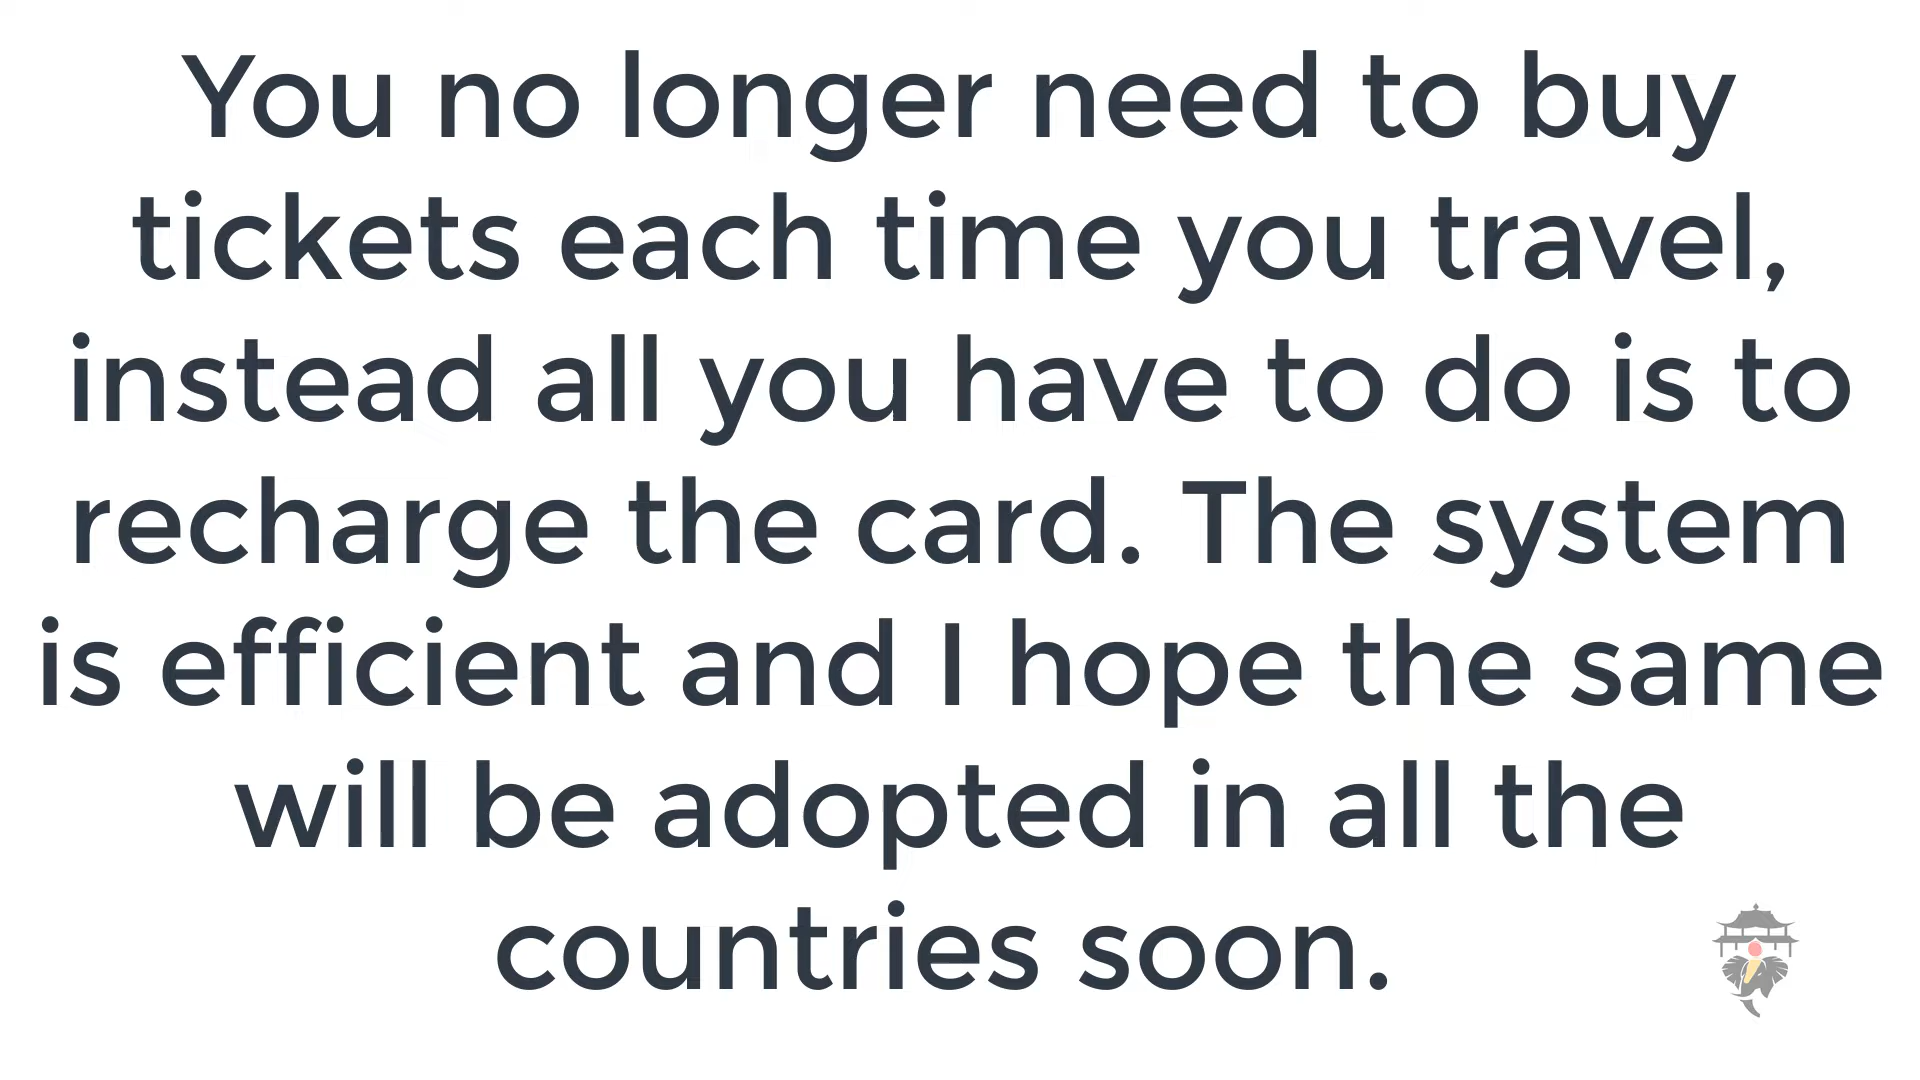 You no longer need to buy
tickets each time you travel,
instead all you have to do is to
recharge the card. The system
is efficient and I hope the same
will be adopted in all the
countries soon.